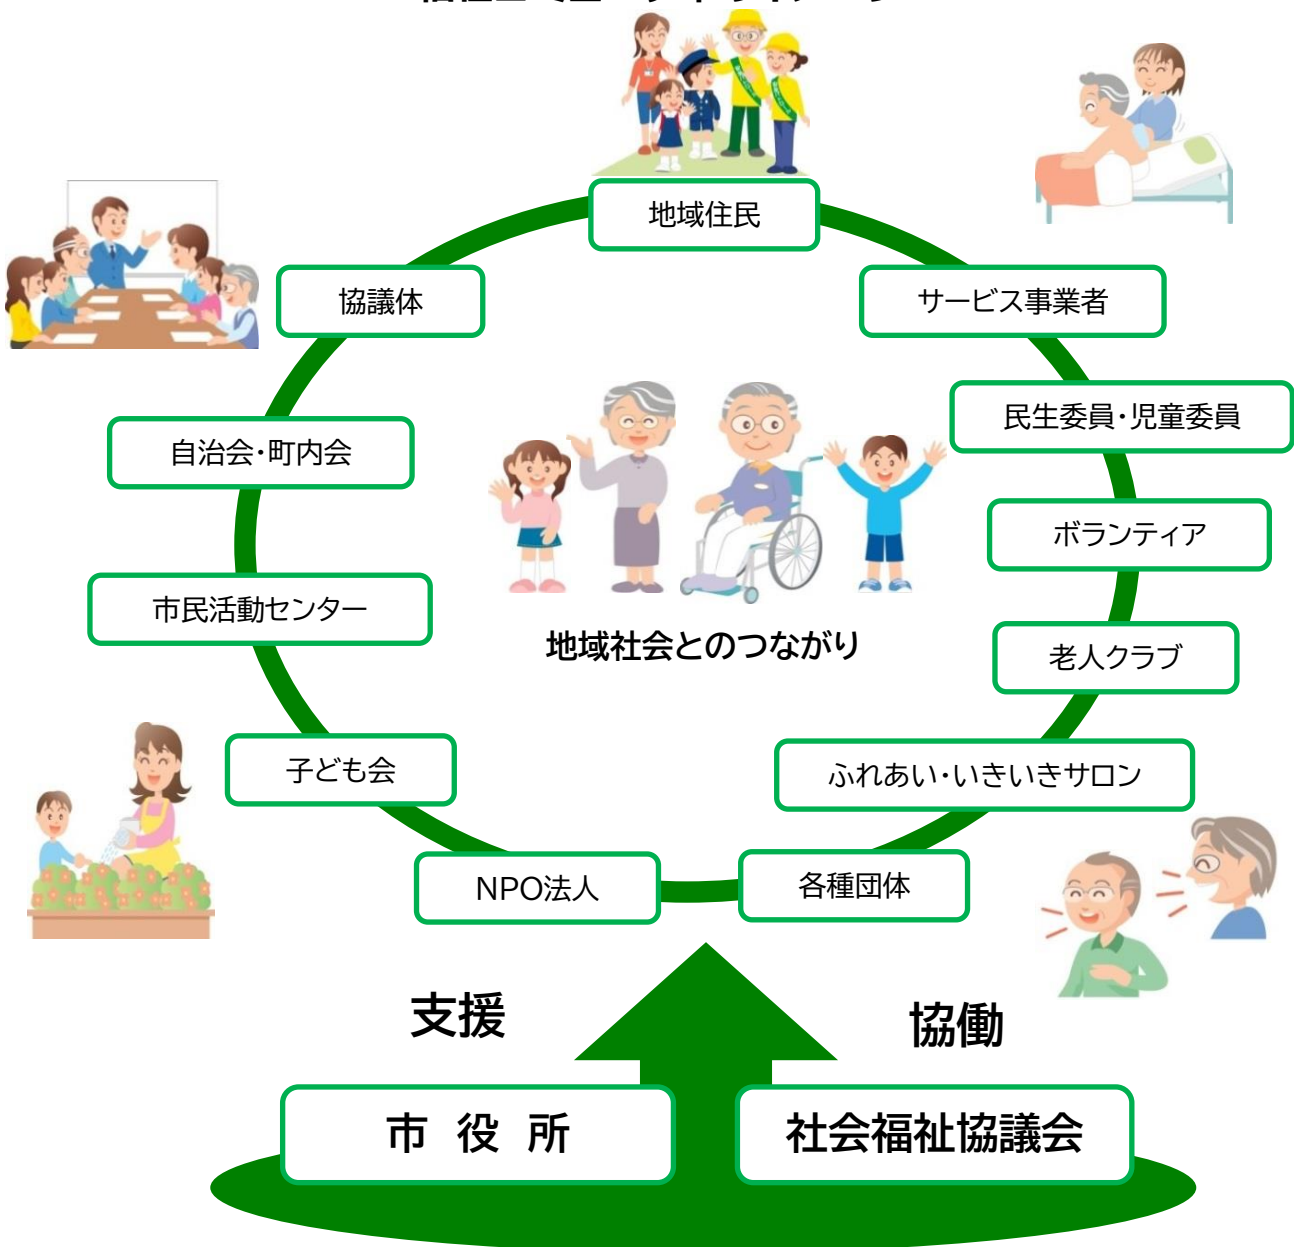 地域住民
協議体
サービス事業者
民生委員・児童委員
自治会・町内会
ボランティア
市民活動センター
地域社会とのつながり
老人クラブ
子ども会
ふれあい・いきいきサロン
NPO法人
各種団体
支援
協働
市役所
社会福祉協議会